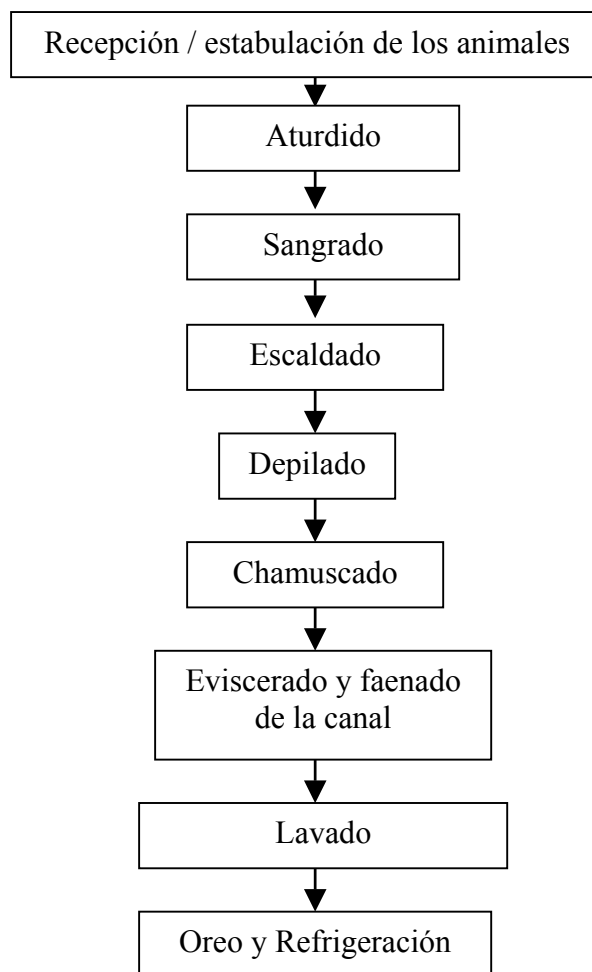 Recepción / estabulación de los animales
Aturdido
Sangrado
Escaldado
Depilado
Chamuscado
Eviscerado y faenado
de la canal
Lavado
Oreo y Refrigeración